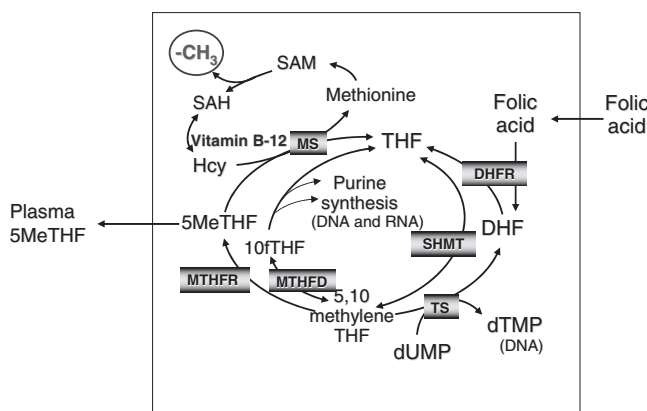 -CH3
SAM
SAH
Methionine
Folic
acid
Folic
acid
Vitamin B-12
MS
THF
Hcy
DHFR
Purine
synthesis
(DNA and RNA)
Plasma
5MeTHF
5MeTHF
10fTHF
SHMT
DHF
MTHFR
MTHFD
5,10
methylene
THF
TS
dTMP
(DNA)
dUMP